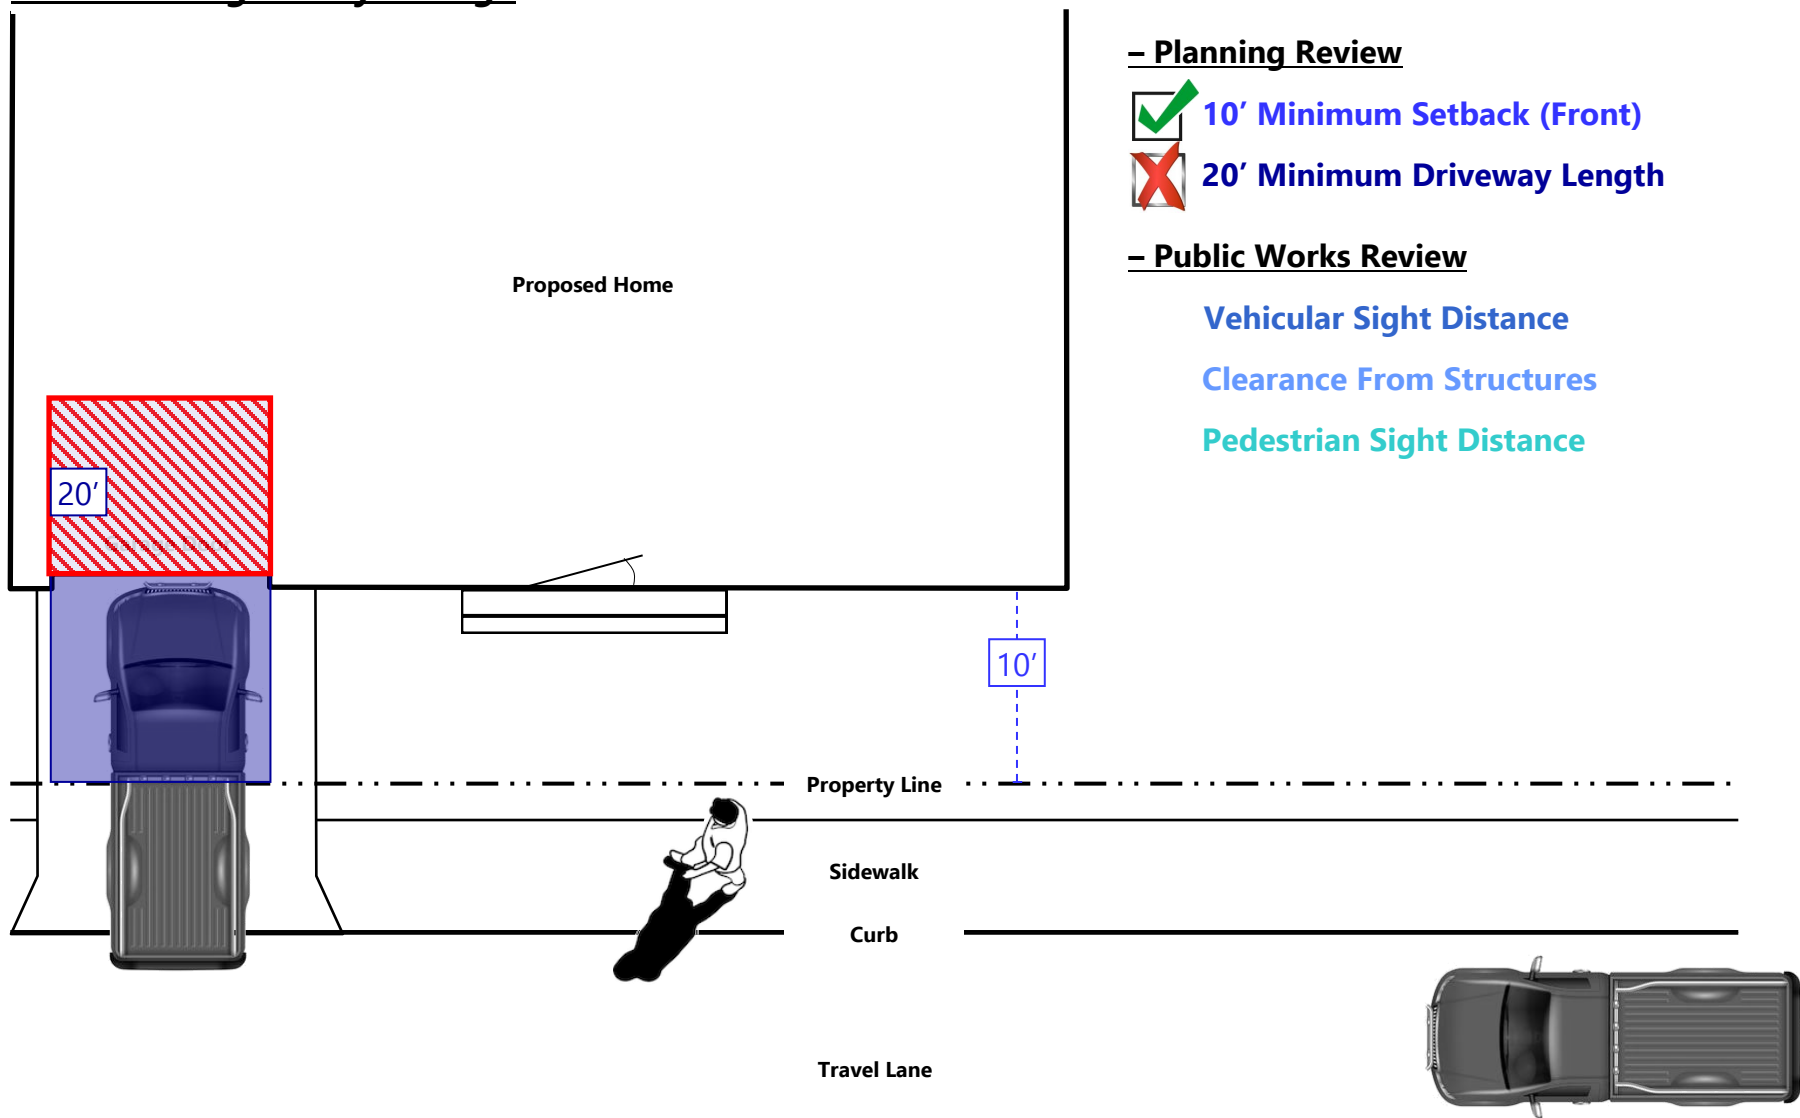 – Planning Review
10’ Minimum Setback (Front)
20’ Minimum Driveway Length
– Public Works Review
Vehicular Sight Distance
Clearance From Structures
Pedestrian Sight Distance
Proposed Home
20’
10’
Property Line
Sidewalk
Curb
Travel Lane